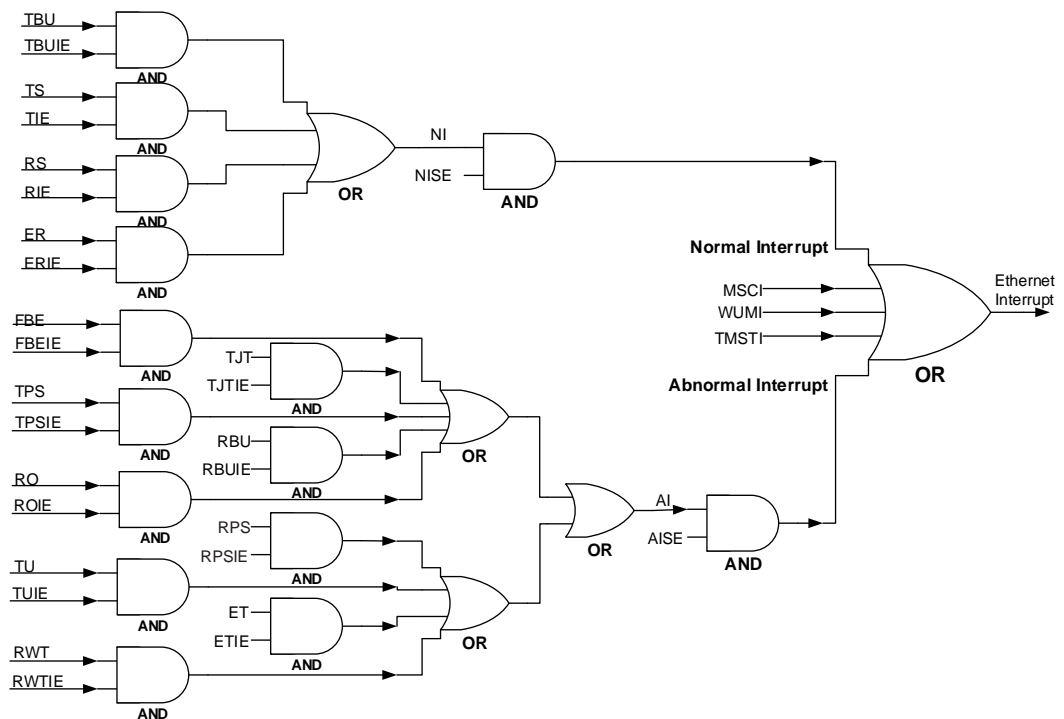 TBU
TBUIE
AND
TS
TIE
AND
RS
RIE
AND
ER
ERIE
AND
OR
NI
NISE
AND
Normal Interrupt
MSCI
WUMI
TMSTI
Abnormal Interrupt
OR
Ethernet
Interrupt
FBE
FBEIE
AND
TJT
TJTIE
AND
TPS
TPSIE
AND
RBU
RBUIE
AND
RO
ROIE
AND
OR
RPS
RPSIE
AND
TU
TUIE
AND
ET
ETIE
AND
RWT
RWTIE
AND
OR
OR
AI
AISE
AND